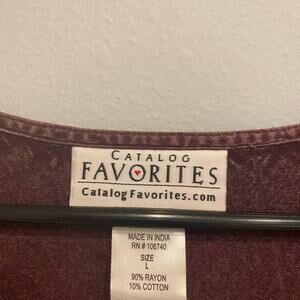 CATALOG
FAVORITES
CatalogFavorites.com
MADE IN INDIA
RN # 106740
SIZE
L
90% RAYON
10% COTTON